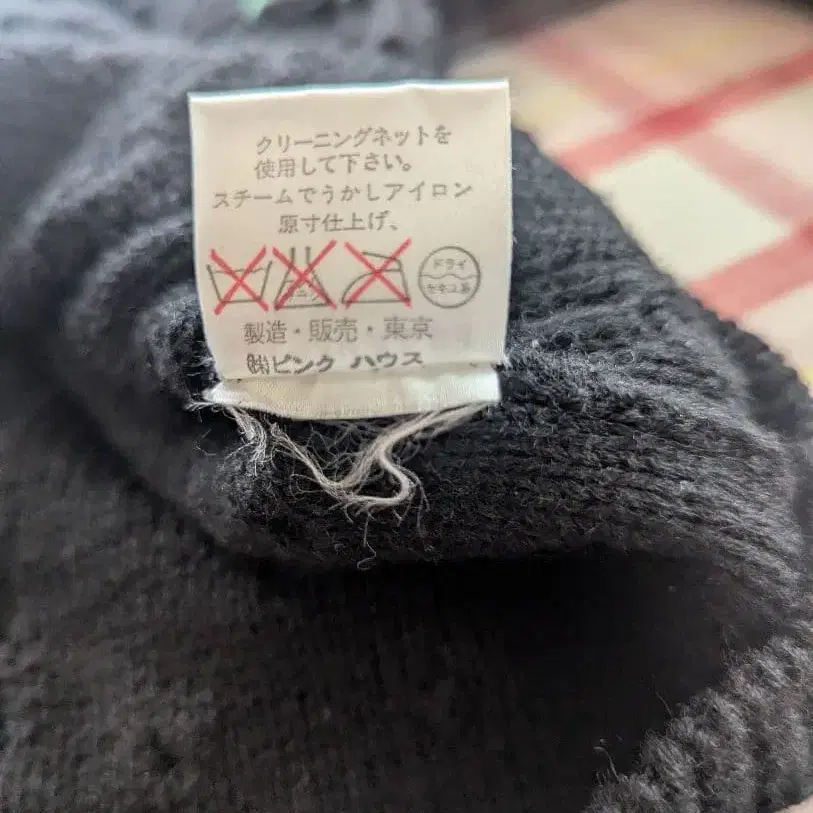 クリーニングネットを
使用して下さい。
スチームでうかしアイロン
原寸仕上げ、
ドライ
セキユ系
製造・販売・東京
㈱ピンク ハウス